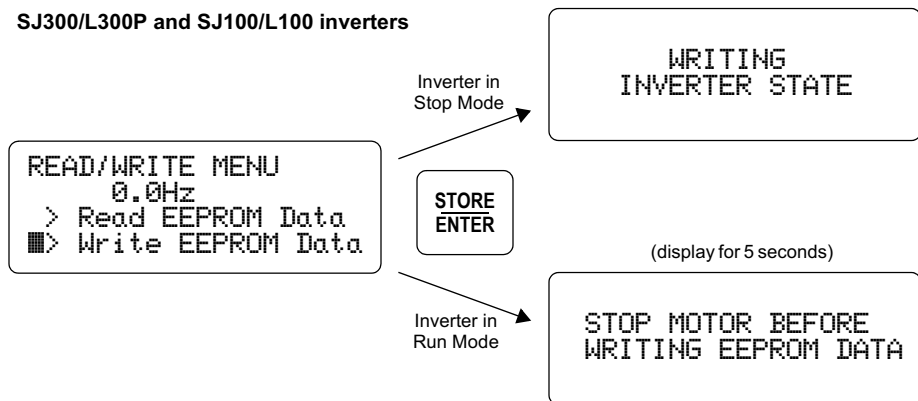 SJ300/L300P and SJ100/L100 inverters
Inverter in
Stop Mode
WRITING
INVERTER STATE
READ/WRITE MENU
0.0Hz
> Read EEPROM Data
> Write EEPROM Data
STORE
ENTER
(display for 5 seconds)
Inverter in
Run Mode
STOP MOTOR BEFORE
WRITING EEPROM DATA